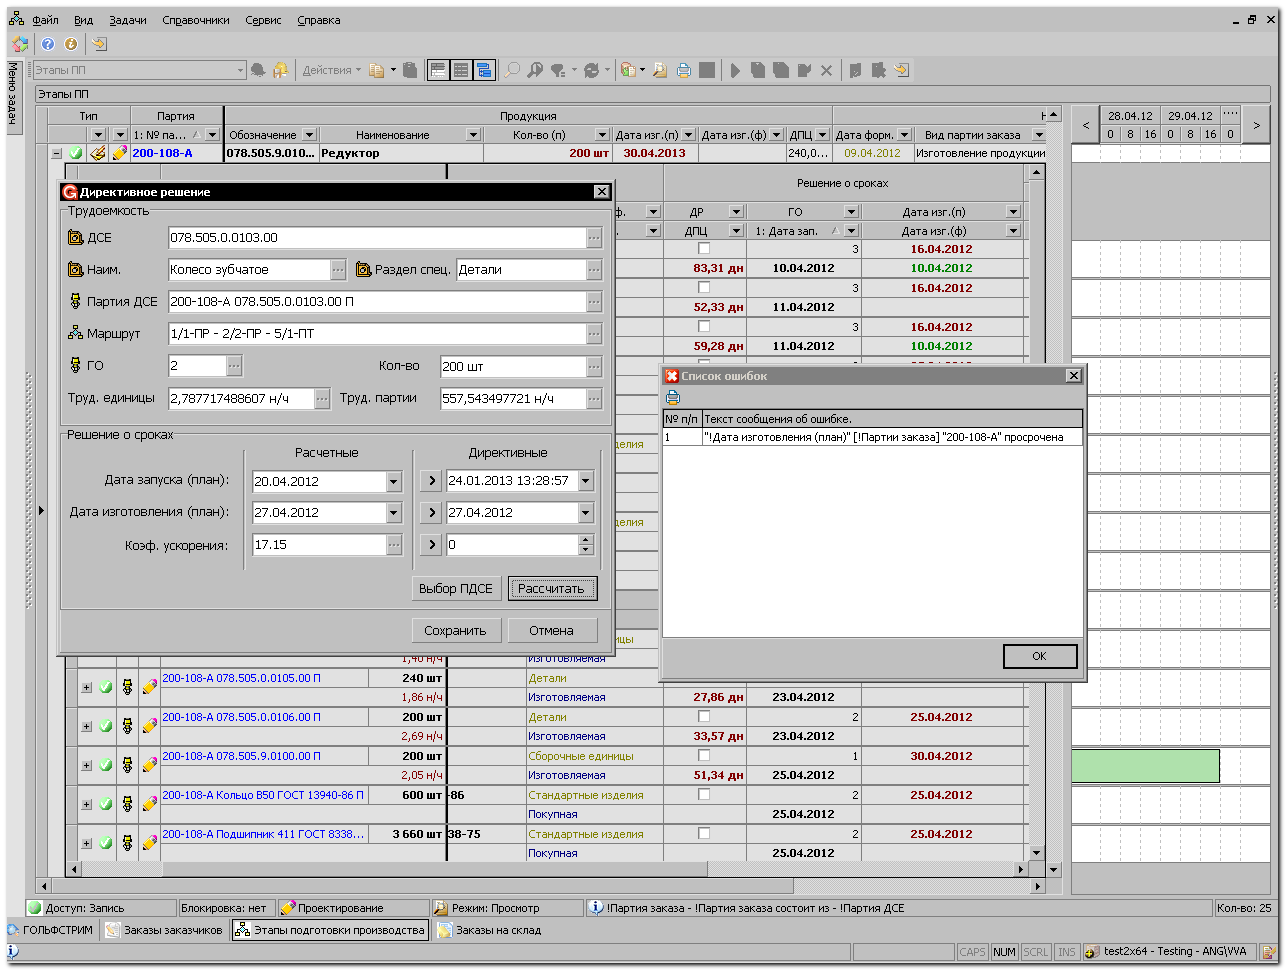 Файл Вид Задачи Справочники Сервис Справка
Меню задач
Этапы ПП
Действия
Этапы ПП
Тип Партия Продукция
1: № па... Обозначение Наименование Кол-во (п) Дата изг.(п) Дата изг.(ф) ДПЦ Дата форм. Вид партии заказа
200-108-А 078.505.9.010... Редуктор 200 шт 30.04.2013 240,0... 09.04.2012 Изготовление продукции
< 28.04.12 29.04.12 >
0 8 16 0 8 16 0
Решение о сроках
ф. ДР ГО Дата изг.(п)
ДПЦ 1: Дата зап. Дата изг.(ф)
3 16.04.2012
83,31 дн 10.04.2012 10.04.2012
3 16.04.2012
52,33 дн 11.04.2012
3 16.04.2012
59,28 дн 11.04.2012 10.04.2012
Директивное решение
Трудоемкость
ДСЕ 078.505.0.0103.00
Наим. Колесо зубчатое Раздел спец. Детали
Партия ДСЕ 200-108-А 078.505.0.0103.00 П
Маршрут 1/1-ПР - 2/2-ПР - 5/1-ПТ
ГО 2 Кол-во 200 шт
Труд. единицы 2,787717488607 н/ч Труд. партии 557,543497721 н/ч
Решение о сроках
Расчетные Директивные
Дата запуска (план): 20.04.2012 24.01.2013 13:28:57
Дата изготовления (план): 27.04.2012 27.04.2012
Коэф. ускорения: 17.15 0
Выбор ПДСЕ Рассчитать
Сохранить Отмена
Список ошибок
№ п/п Текст сообщения об ошибке.
1 "!Дата изготовления (план)" [!Партии заказа] "200-108-А" просрочена
OK
делия
делия
ицы
1,40 н/ч Изготовляемая
200-108-А 078.505.0.0105.00 П 240 шт Детали
1,86 н/ч Изготовляемая 27,86 дн 23.04.2012
200-108-А 078.505.0.0106.00 П 200 шт Детали 2 25.04.2012
2,69 н/ч Изготовляемая 33,57 дн 23.04.2012
200-108-А 078.505.9.0100.00 П 200 шт Сборочные единицы 1 30.04.2012
2,05 н/ч Изготовляемая 51,34 дн 25.04.2012
200-108-А Кольцо В50 ГОСТ 13940-86 П 600 шт -86 Стандартные изделия 2 25.04.2012
Покупная 25.04.2012
200-108-А Подшипник 411 ГОСТ 8338... 3 660 шт 38-75 Стандартные изделия 2 25.04.2012
Покупная 25.04.2012
Доступ: Запись Блокировка: нет Проектирование Режим: Просмотр !Партия заказа - !Партия заказа состоит из - !Партия ДСЕ Кол-во: 25
ГОЛЬФСТРИМ Заказы заказчиков Этапы подготовки производства Заказы на склад
CAPS NUM SCRL INS test2x64 - Testing - ANG\VVA